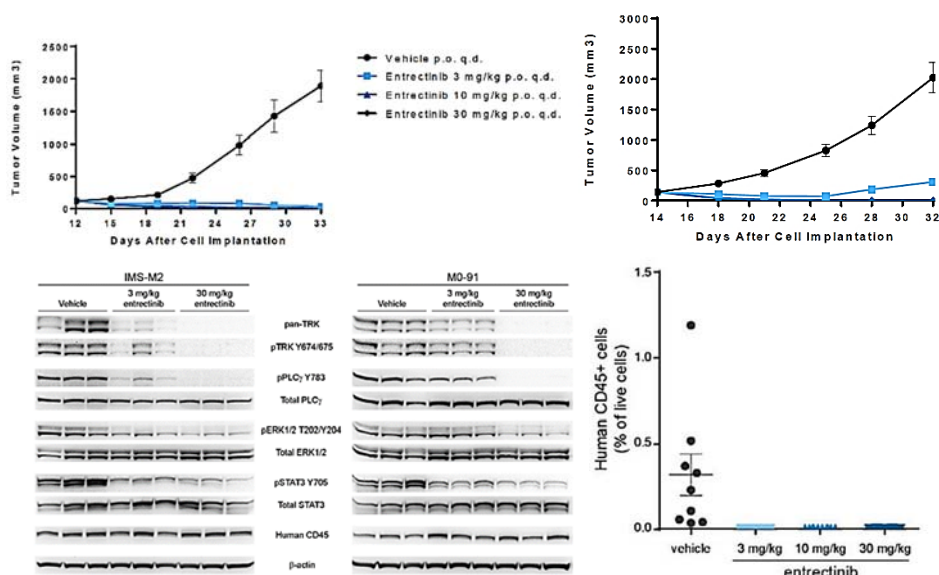 2500
2000
1500
1000
500
0
12 15 19 22 26 29 33
Tumor Volume (mm3)
Days After Cell Implantation
Vehicle p.o. q.d.
Entrectinib 3 mg/kg p.o. q.d.
Entrectinib 10 mg/kg p.o. q.d.
Entrectinib 30 mg/kg p.o. q.d.
3000
2500
2000
1500
1000
500
0
14 16 18 20 22 24 26 28 30 32
Tumor Volume (mm3)
Days After Cell Implantation
IMS-M2
Vehicle
3 mg/kg
entrectinib
30 mg/kg
entrectinib
M0-91
Vehicle
3 mg/kg
entrectinib
30 mg/kg
entrectinib
pan-TRK
pTRK Y674/675
pPLCγ Y783
Total PLCγ
pERK1/2 T202/Y204
Total ERK1/2
pSTAT3 Y705
Total STAT3
Human CD45
β-actin
1.5
1.0
0.5
0.0
Human CD45+ cells
(% of live cells)
vehicle 3 mg/kg 10 mg/kg 30 mg/kg
entrectinib